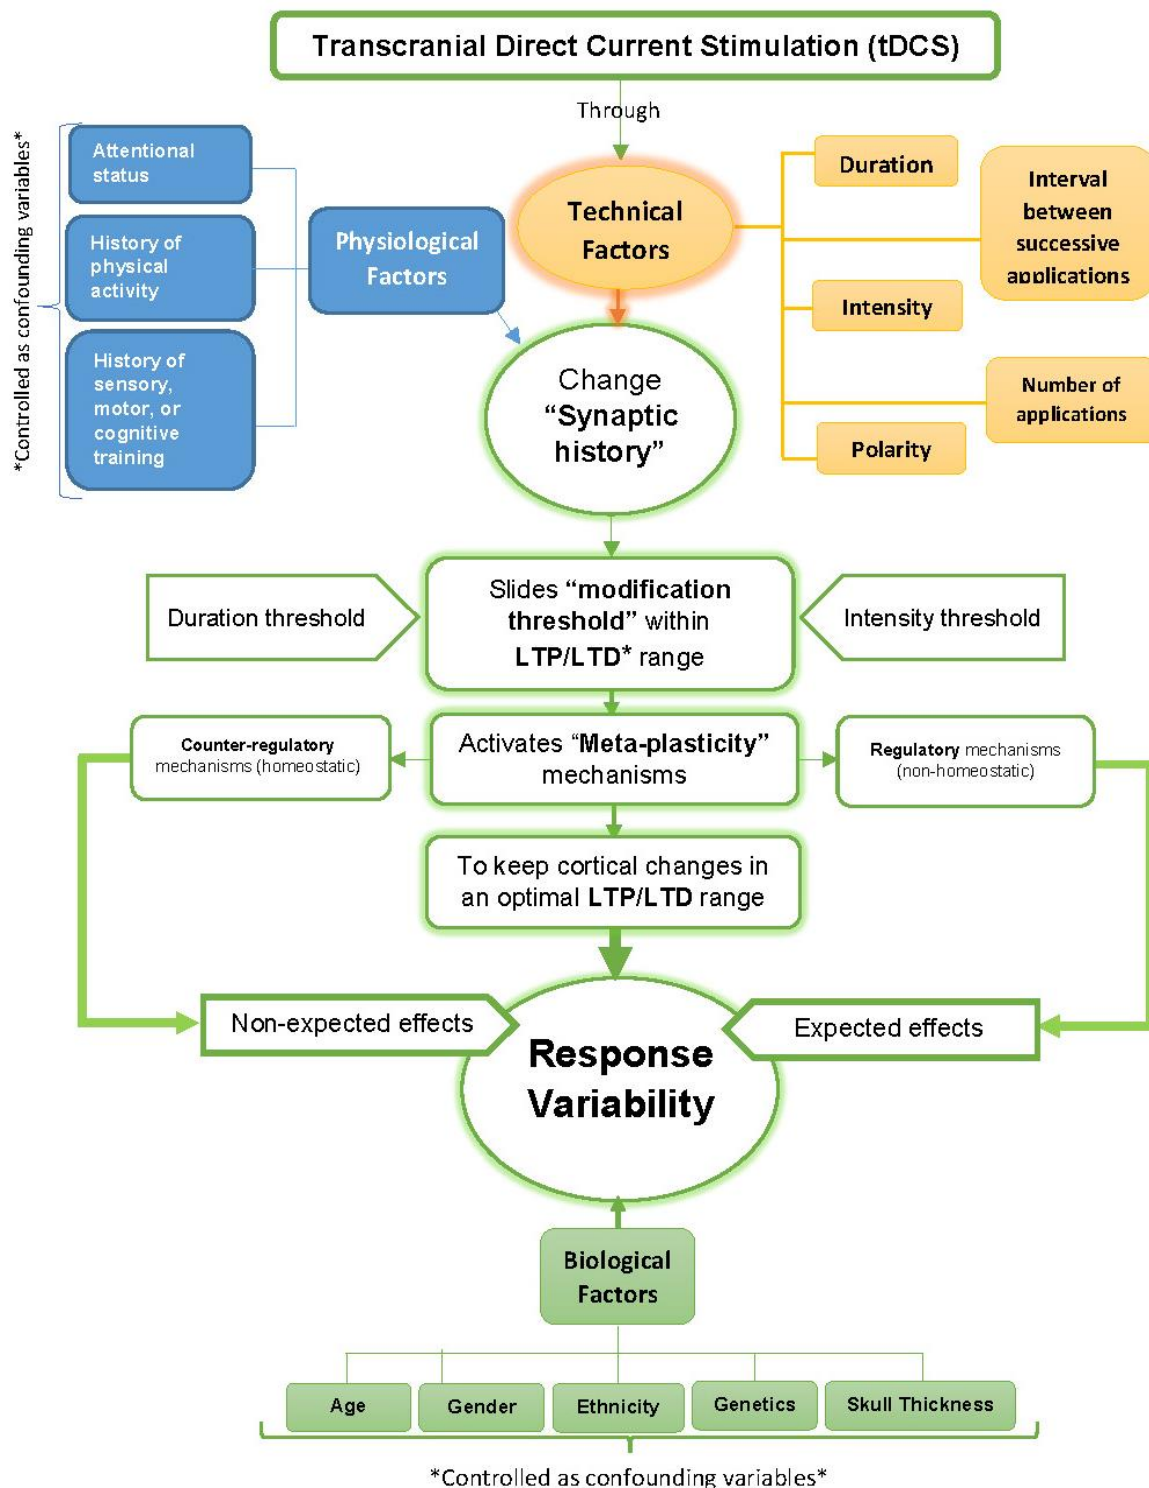 Transcranial Direct Current Stimulation (tDCS)
Through
*Controlled as confounding variables*
Attentional
status
History of
physical
activity
History of
sensory,
motor, or
cognitive
training
Physiological
Factors
Technical
Factors
Duration
Interval
between
successive
applications
Intensity
Number of
applications
Polarity
Change
“Synaptic
history”
Duration threshold
Slides “modification
threshold” within
LTP/LTD* range
Intensity threshold
Counter-regulatory
mechanisms (homeostatic)
Activates “Meta-plasticity”
mechanisms
Regulatory mechanisms
(non-homeostatic)
To keep cortical changes in
an optimal LTP/LTD range
Non-expected effects
Expected effects
Response
Variability
Biological
Factors
Age
Gender
Ethnicity
Genetics
Skull Thickness
*Controlled as confounding variables*